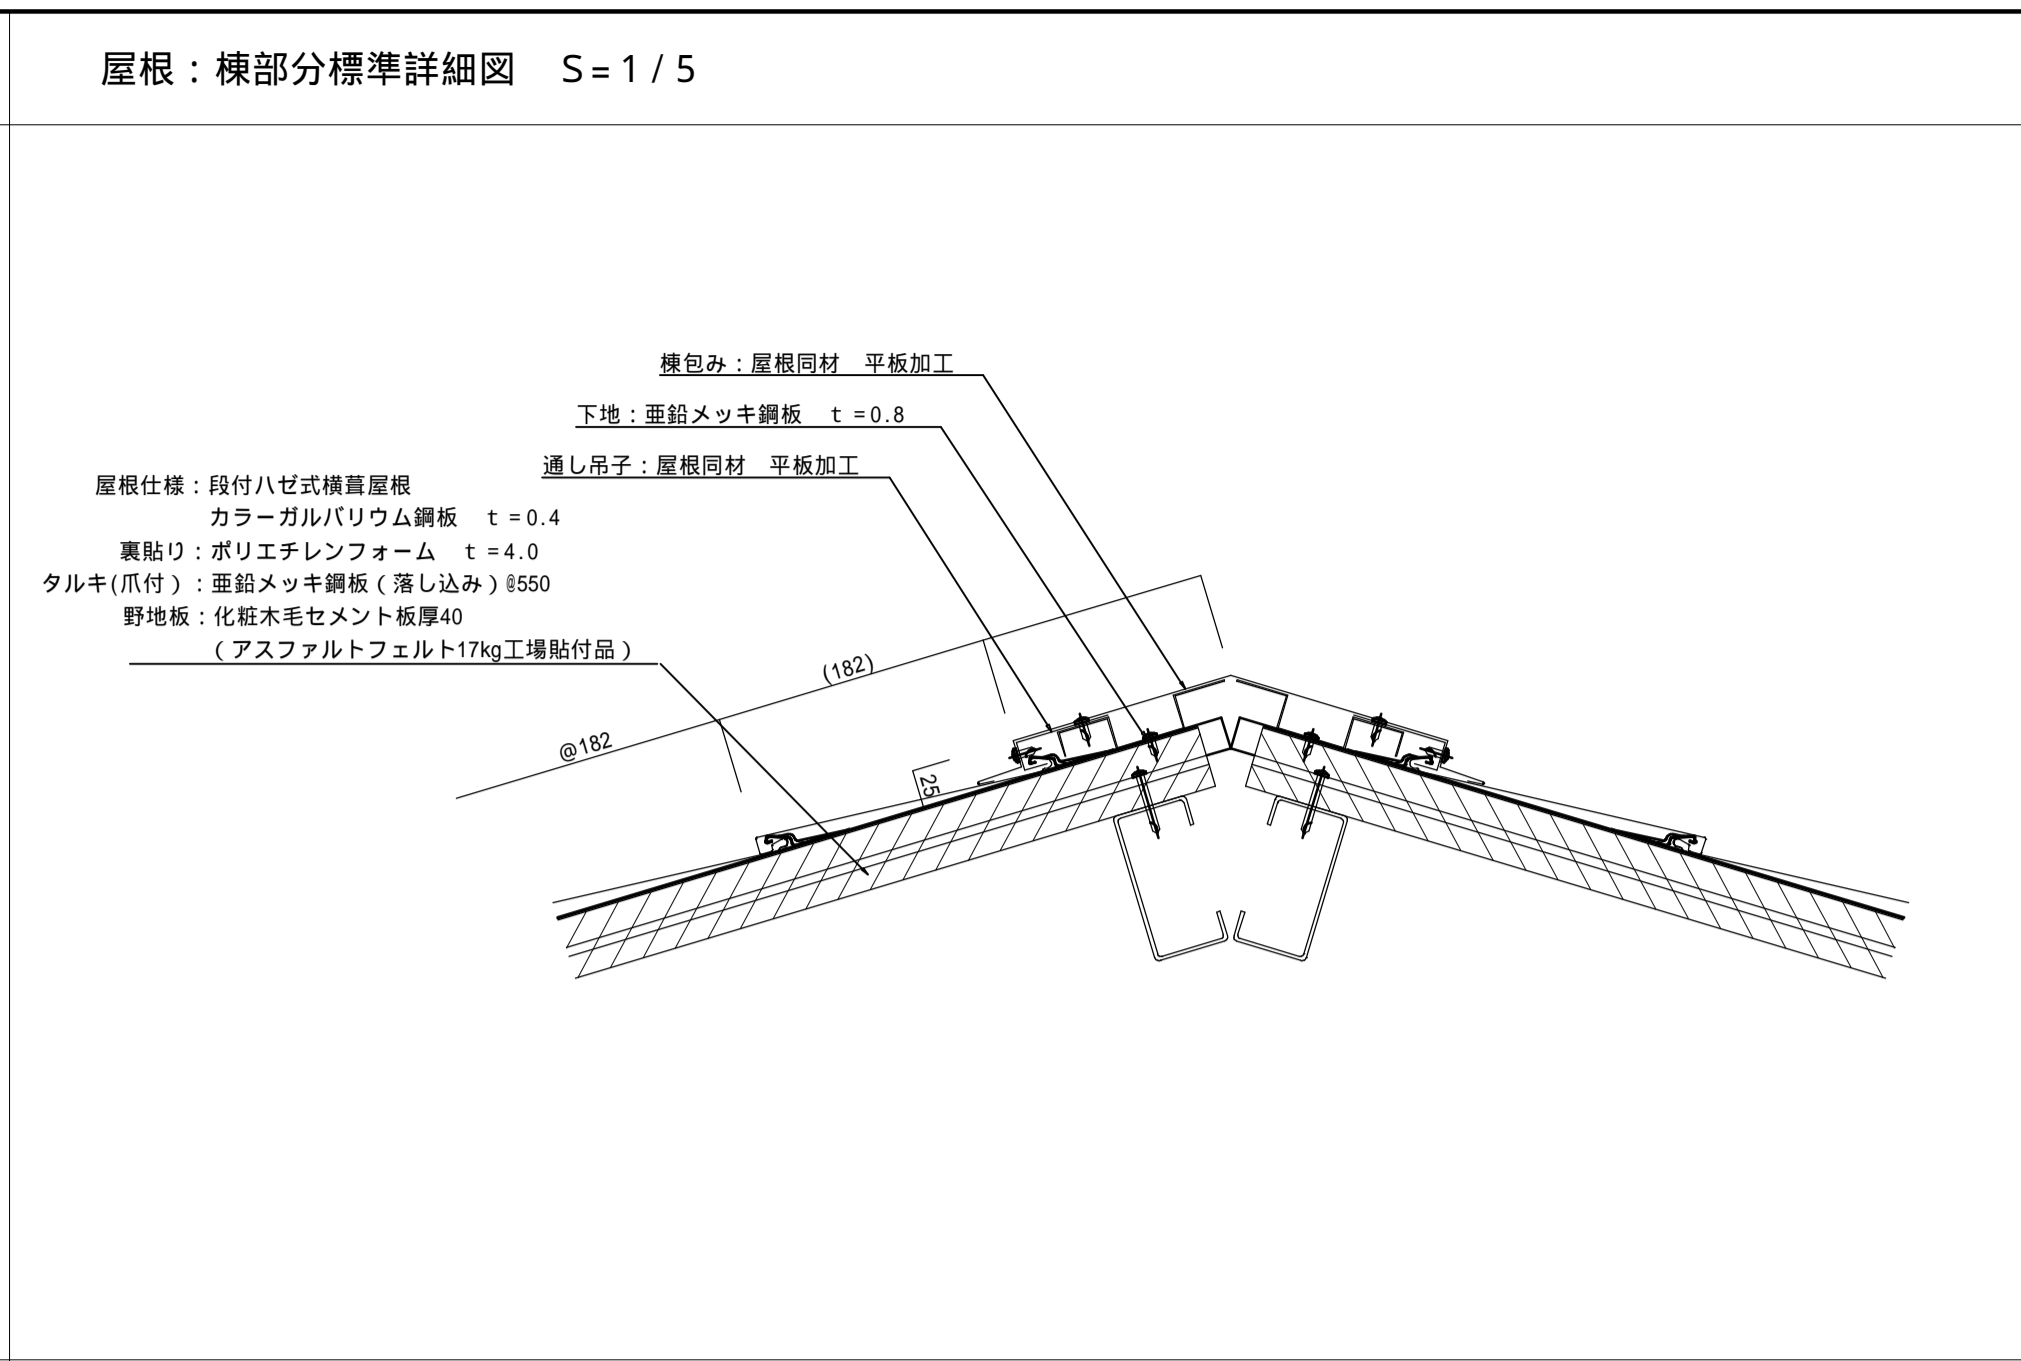 屋根：棟部分標準詳細図　S=1/5
棟包み：屋根同材　平板加工
下地：亜鉛メッキ鋼板　t=0.8
通し吊子：屋根同材　平板加工
屋根仕様：段付ハゼ式横葺屋根
カラーガルバリウム鋼板　t=0.4
裏貼り：ポリエチレンフォーム　t=4.0
タルキ(爪付）：亜鉛メッキ鋼板（落し込み）@550
野地板：化粧木毛セメント板厚40
（アスファルトフェルト17kg工場貼付品）
(182)
@182
25